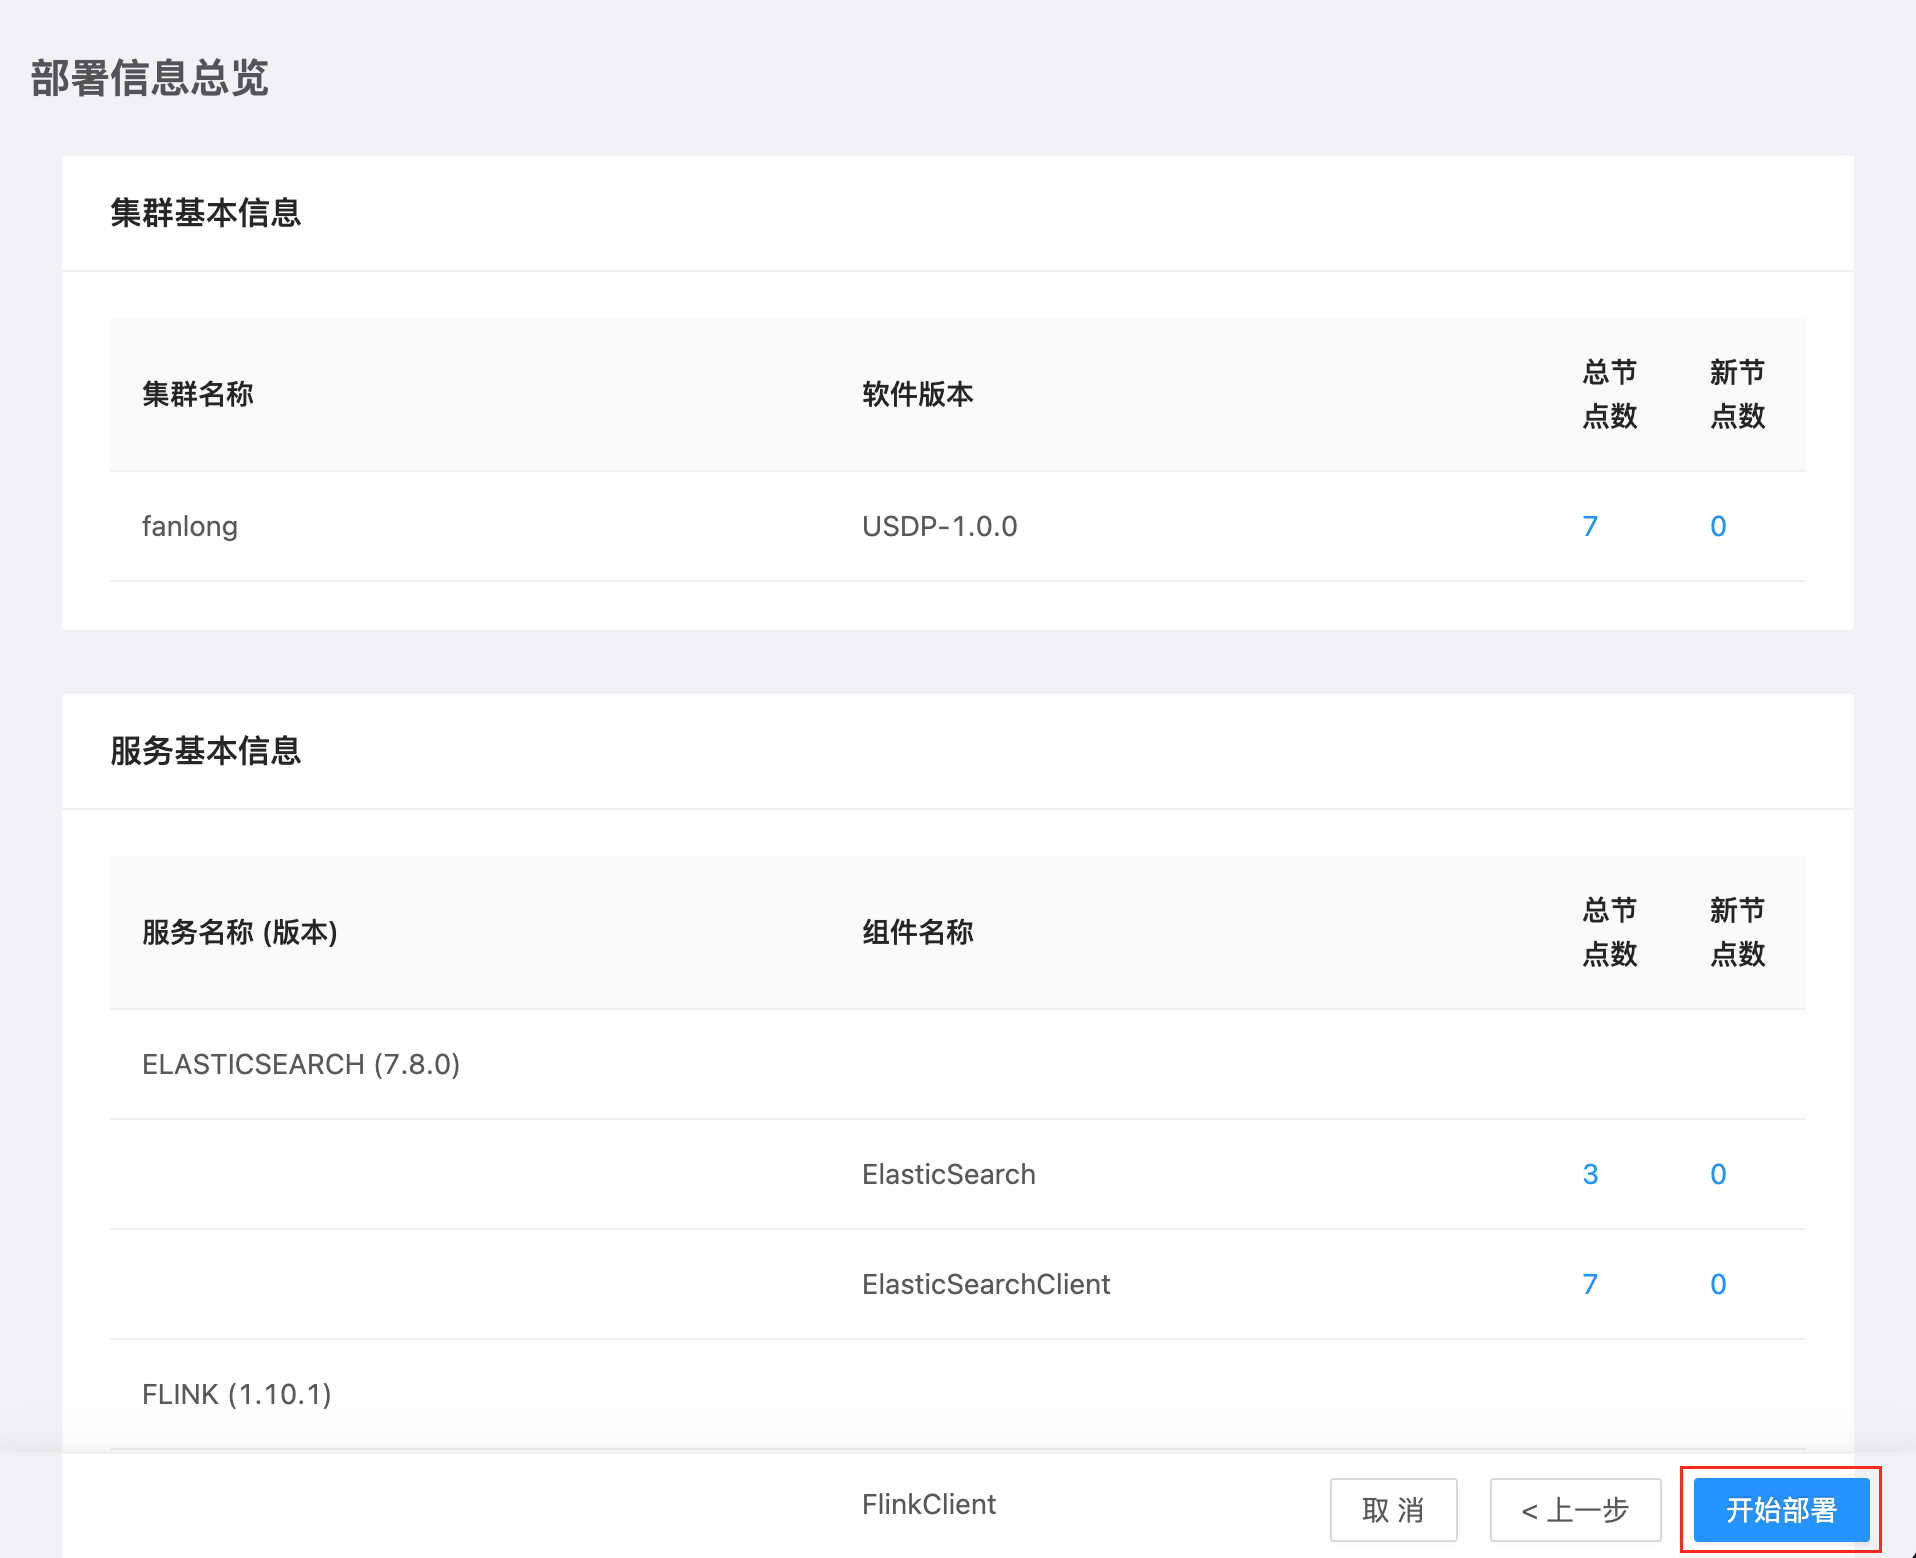 部署信息总览
集群基本信息
集群名称 软件版本 总节点数 新节点数
fanlong USDP-1.0.0 7 0
服务基本信息
服务名称 (版本) 组件名称 总节点数 新节点数
ELASTICSEARCH (7.8.0)
ElasticSearch 3 0
ElasticSearchClient 7 0
FLINK (1.10.1)
FlinkClient
取 消 < 上一步 开始部署